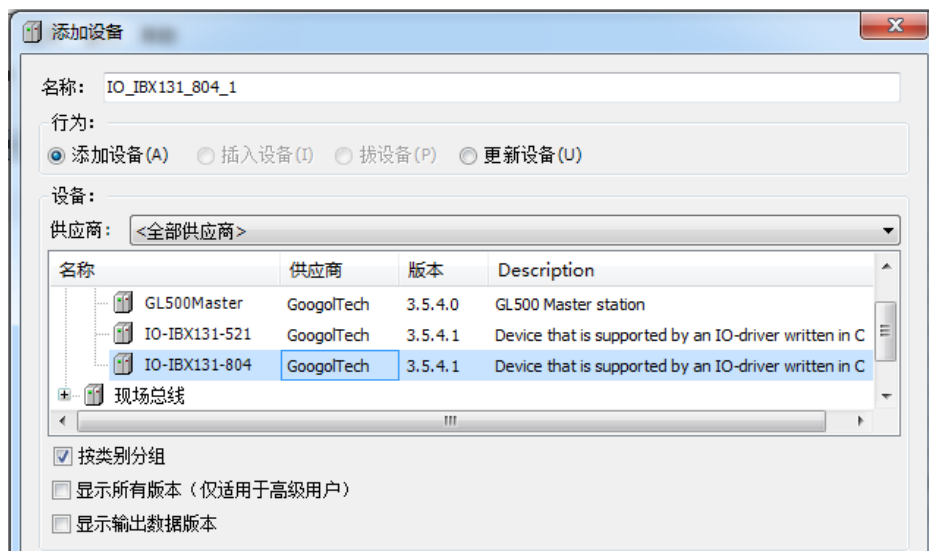 添加设备
名称: IO_IBX131_804_1
行为:
添加设备(A) 插入设备(I) 拔设备(P) 更新设备(U)
设备:
供应商: <全部供应商>
名称 供应商 版本 Description
GL500Master GoogolTech 3.5.4.0 GL500 Master station
IO-IBX131-521 GoogolTech 3.5.4.1 Device that is supported by an IO-driver written in C
IO-IBX131-804 GoogolTech 3.5.4.1 Device that is supported by an IO-driver written in C
现场总线
按类别分组
显示所有版本（仅适用于高级用户）
显示输出数据版本